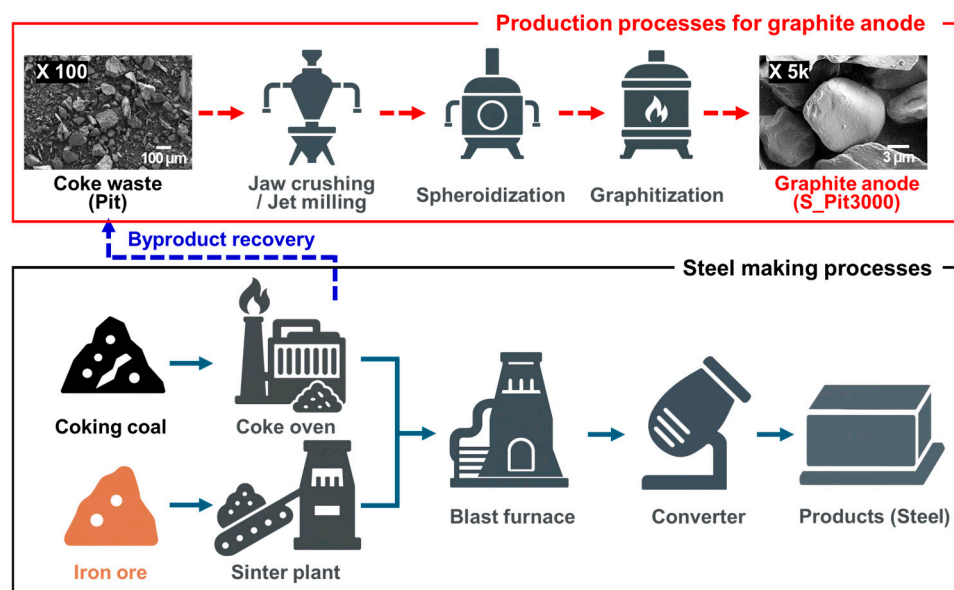 Production processes for graphite anode
X 100
100 µm
X 5k
3 µm
Coke waste
(Pit)
Jaw crushing
/ Jet milling
Spheroidization
Graphitization
Graphite anode
(S_Pit3000)
Byproduct recovery
Steel making processes
Coking coal
Coke oven
Blast furnace
Converter
Products (Steel)
Iron ore
Sinter plant